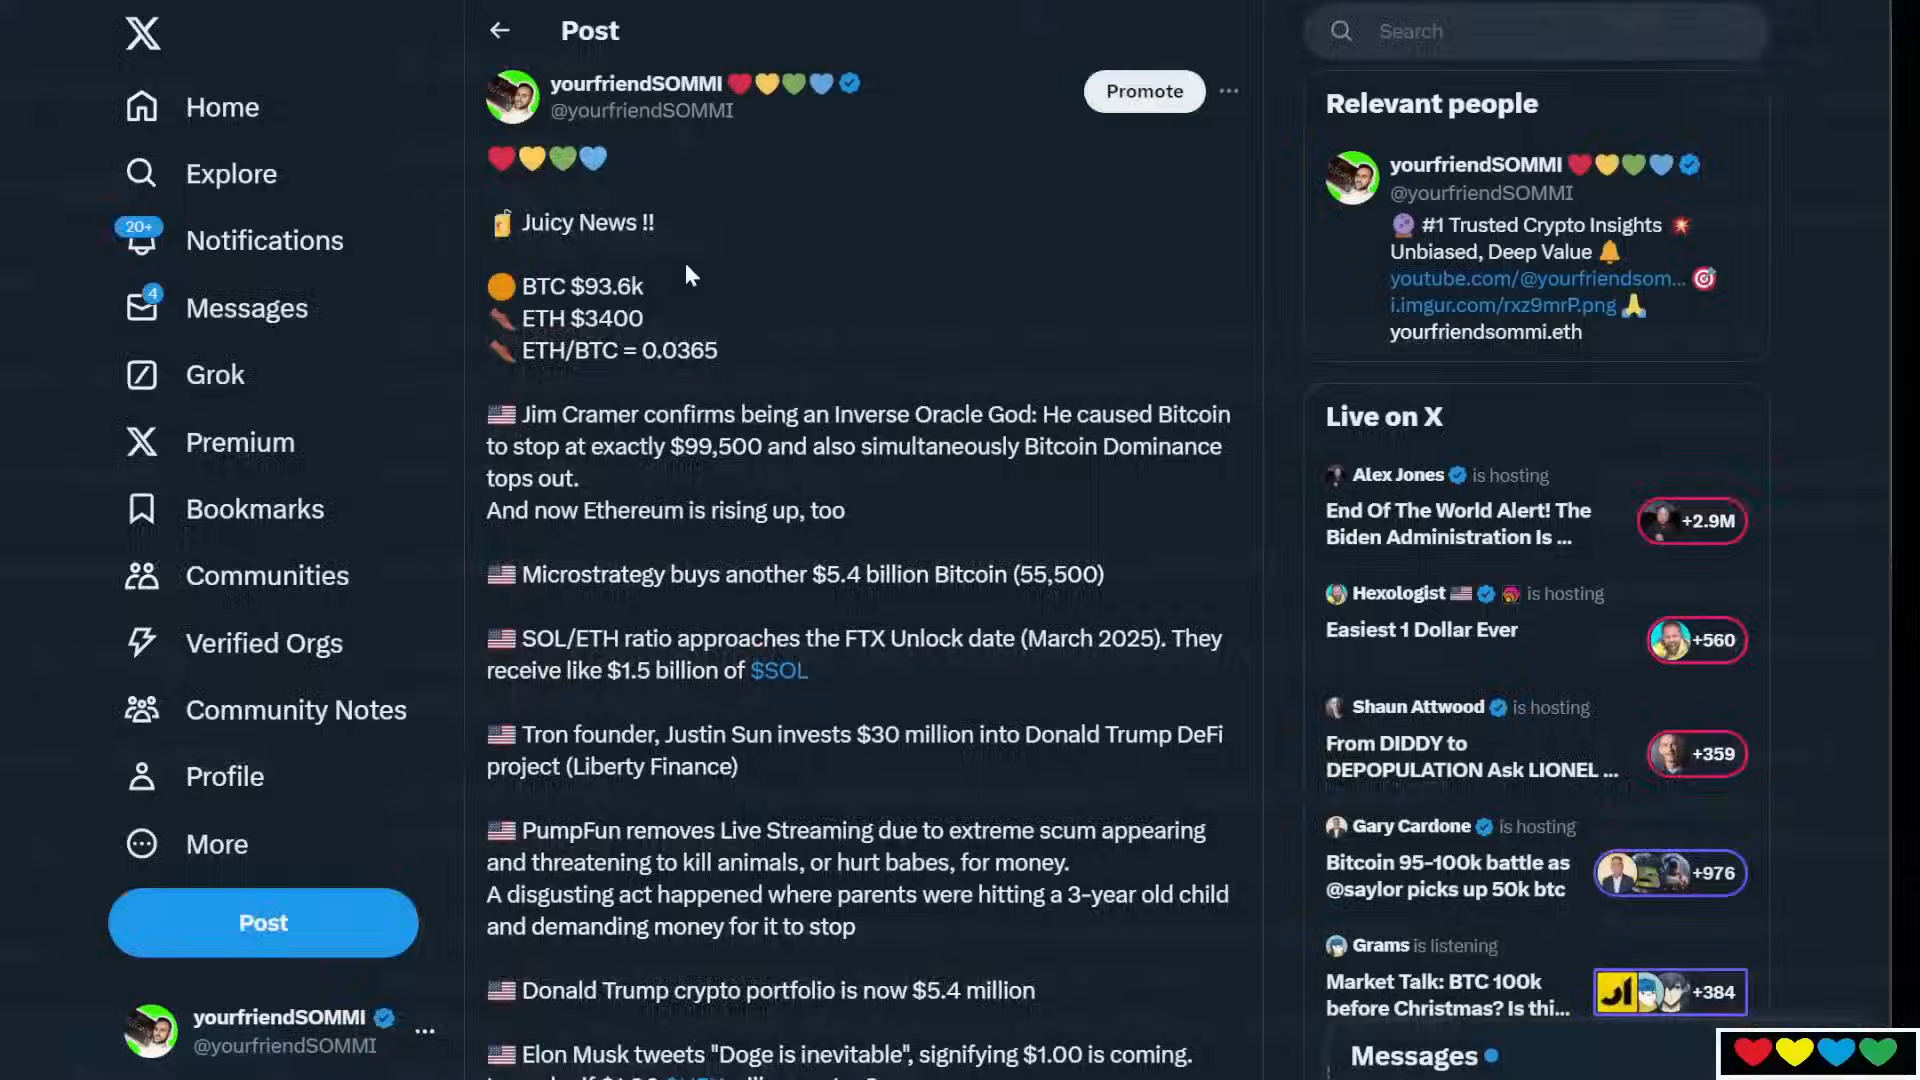 Home
Explore
20+
Notifications
4
Messages
Grok
Premium
Bookmarks
Communities
Verified Orgs
Community Notes
Profile
More
Post
yourfriendSOMMI
@yourfriendSOMMI
Post
yourfriendSOMMI
@yourfriendSOMMI
Promote
Juicy News !!
BTC $93.6k
ETH $3400
ETH/BTC = 0.0365
Jim Cramer confirms being an Inverse Oracle God: He caused Bitcoin
to stop at exactly $99,500 and also simultaneously Bitcoin Dominance
tops out.
And now Ethereum is rising up, too
Microstrategy buys another $5.4 billion Bitcoin (55,500)
SOL/ETH ratio approaches the FTX Unlock date (March 2025). They
receive like $1.5 billion of $SOL
Tron founder, Justin Sun invests $30 million into Donald Trump DeFi
project (Liberty Finance)
PumpFun removes Live Streaming due to extreme scum appearing
and threatening to kill animals, or hurt babes, for money.
A disgusting act happened where parents were hitting a 3-year old child
and demanding money for it to stop
Donald Trump crypto portfolio is now $5.4 million
Elon Musk tweets "Doge is inevitable", signifying $1.00 is coming.
Search
Relevant people
yourfriendSOMMI
@yourfriendSOMMI
#1 Trusted Crypto Insights
Unbiased, Deep Value
youtube.com/@yourfriendsom...
i.imgur.com/rxz9mrP.png
yourfriendsommi.eth
Live on X
Alex Jones is hosting
End Of The World Alert! The
Biden Administration Is ...
+2.9M
Hexologist is hosting
Easiest 1 Dollar Ever
+560
Shaun Attwood is hosting
From DIDDY to
DEPOPULATION Ask LIONEL ...
+359
Gary Cardone is hosting
Bitcoin 95-100k battle as
@saylor picks up 50k btc
+976
Grams is listening
Market Talk: BTC 100k
before Christmas? Is thi...
+384
Messages